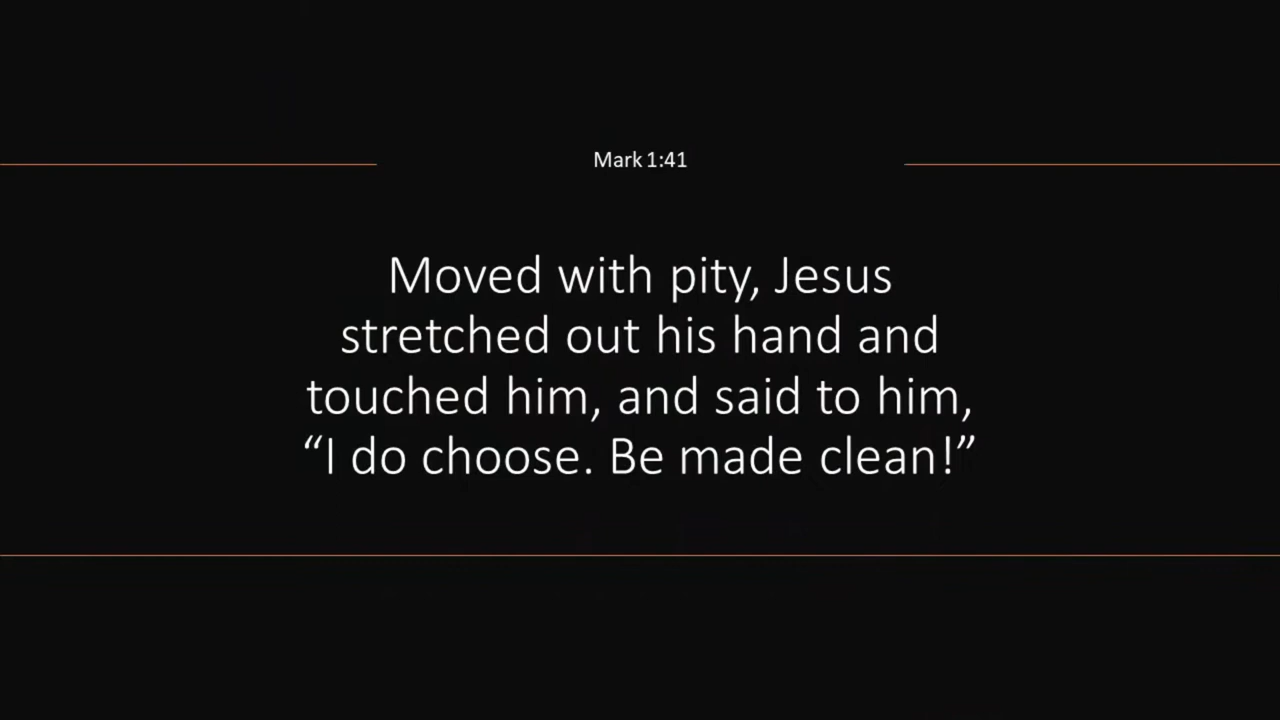 Mark 1:41
Moved with pity, Jesus
stretched out his hand and
touched him, and said to him,
“I do choose. Be made clean!”